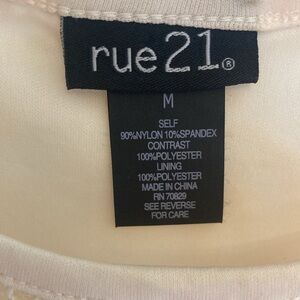 rue21®
M
SELF
90%NYLON 10%SPANDEX
CONTRAST
100%POLYESTER
LINING
100%POLYESTER
MADE IN CHINA
RN 70829
SEE REVERSE
FOR CARE